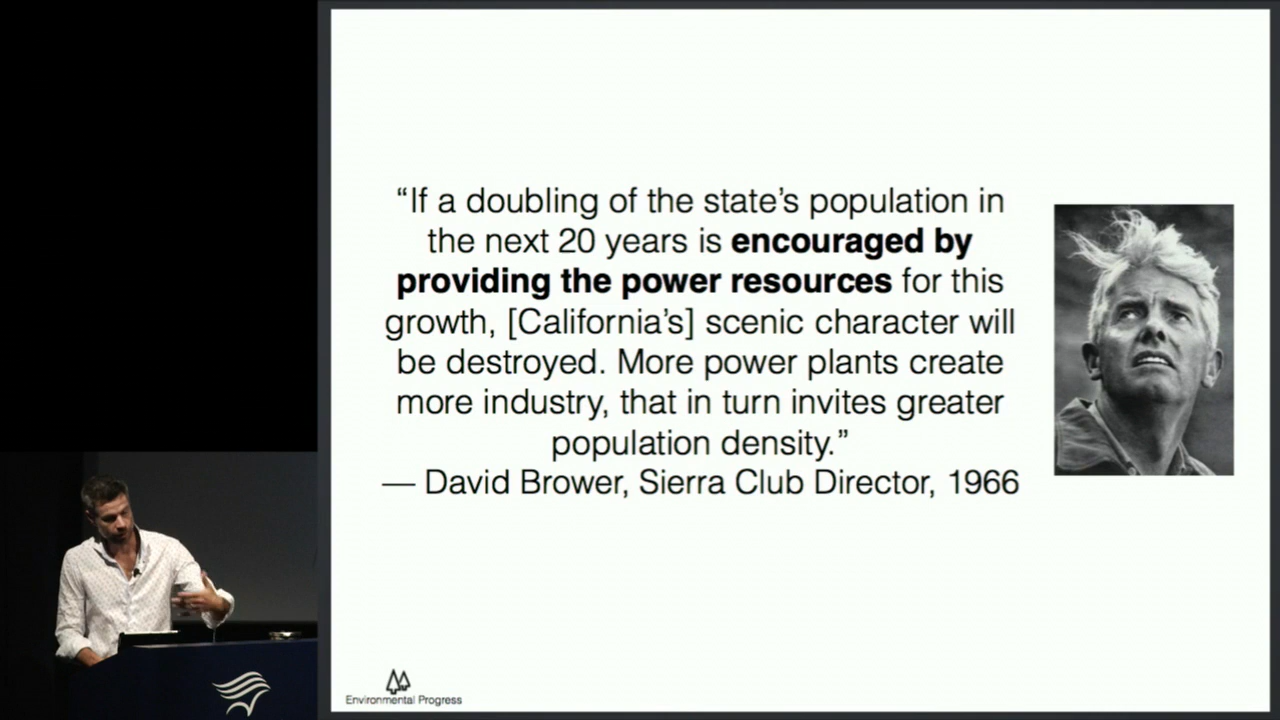 “If a doubling of the state’s population in
the next 20 years is encouraged by
providing the power resources for this
growth, [California’s] scenic character will
be destroyed. More power plants create
more industry, that in turn invites greater
population density.”
— David Brower, Sierra Club Director, 1966
Environmental Progress